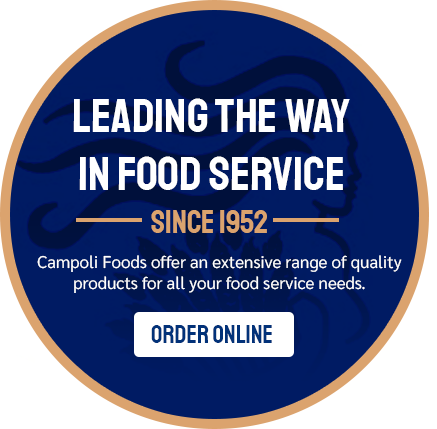 LEADING THE WAY
IN FOOD SERVICE
SINCE 1952
Campoli Foods offer an extensive range of quality
products for all your food service needs.
ORDER ONLINE